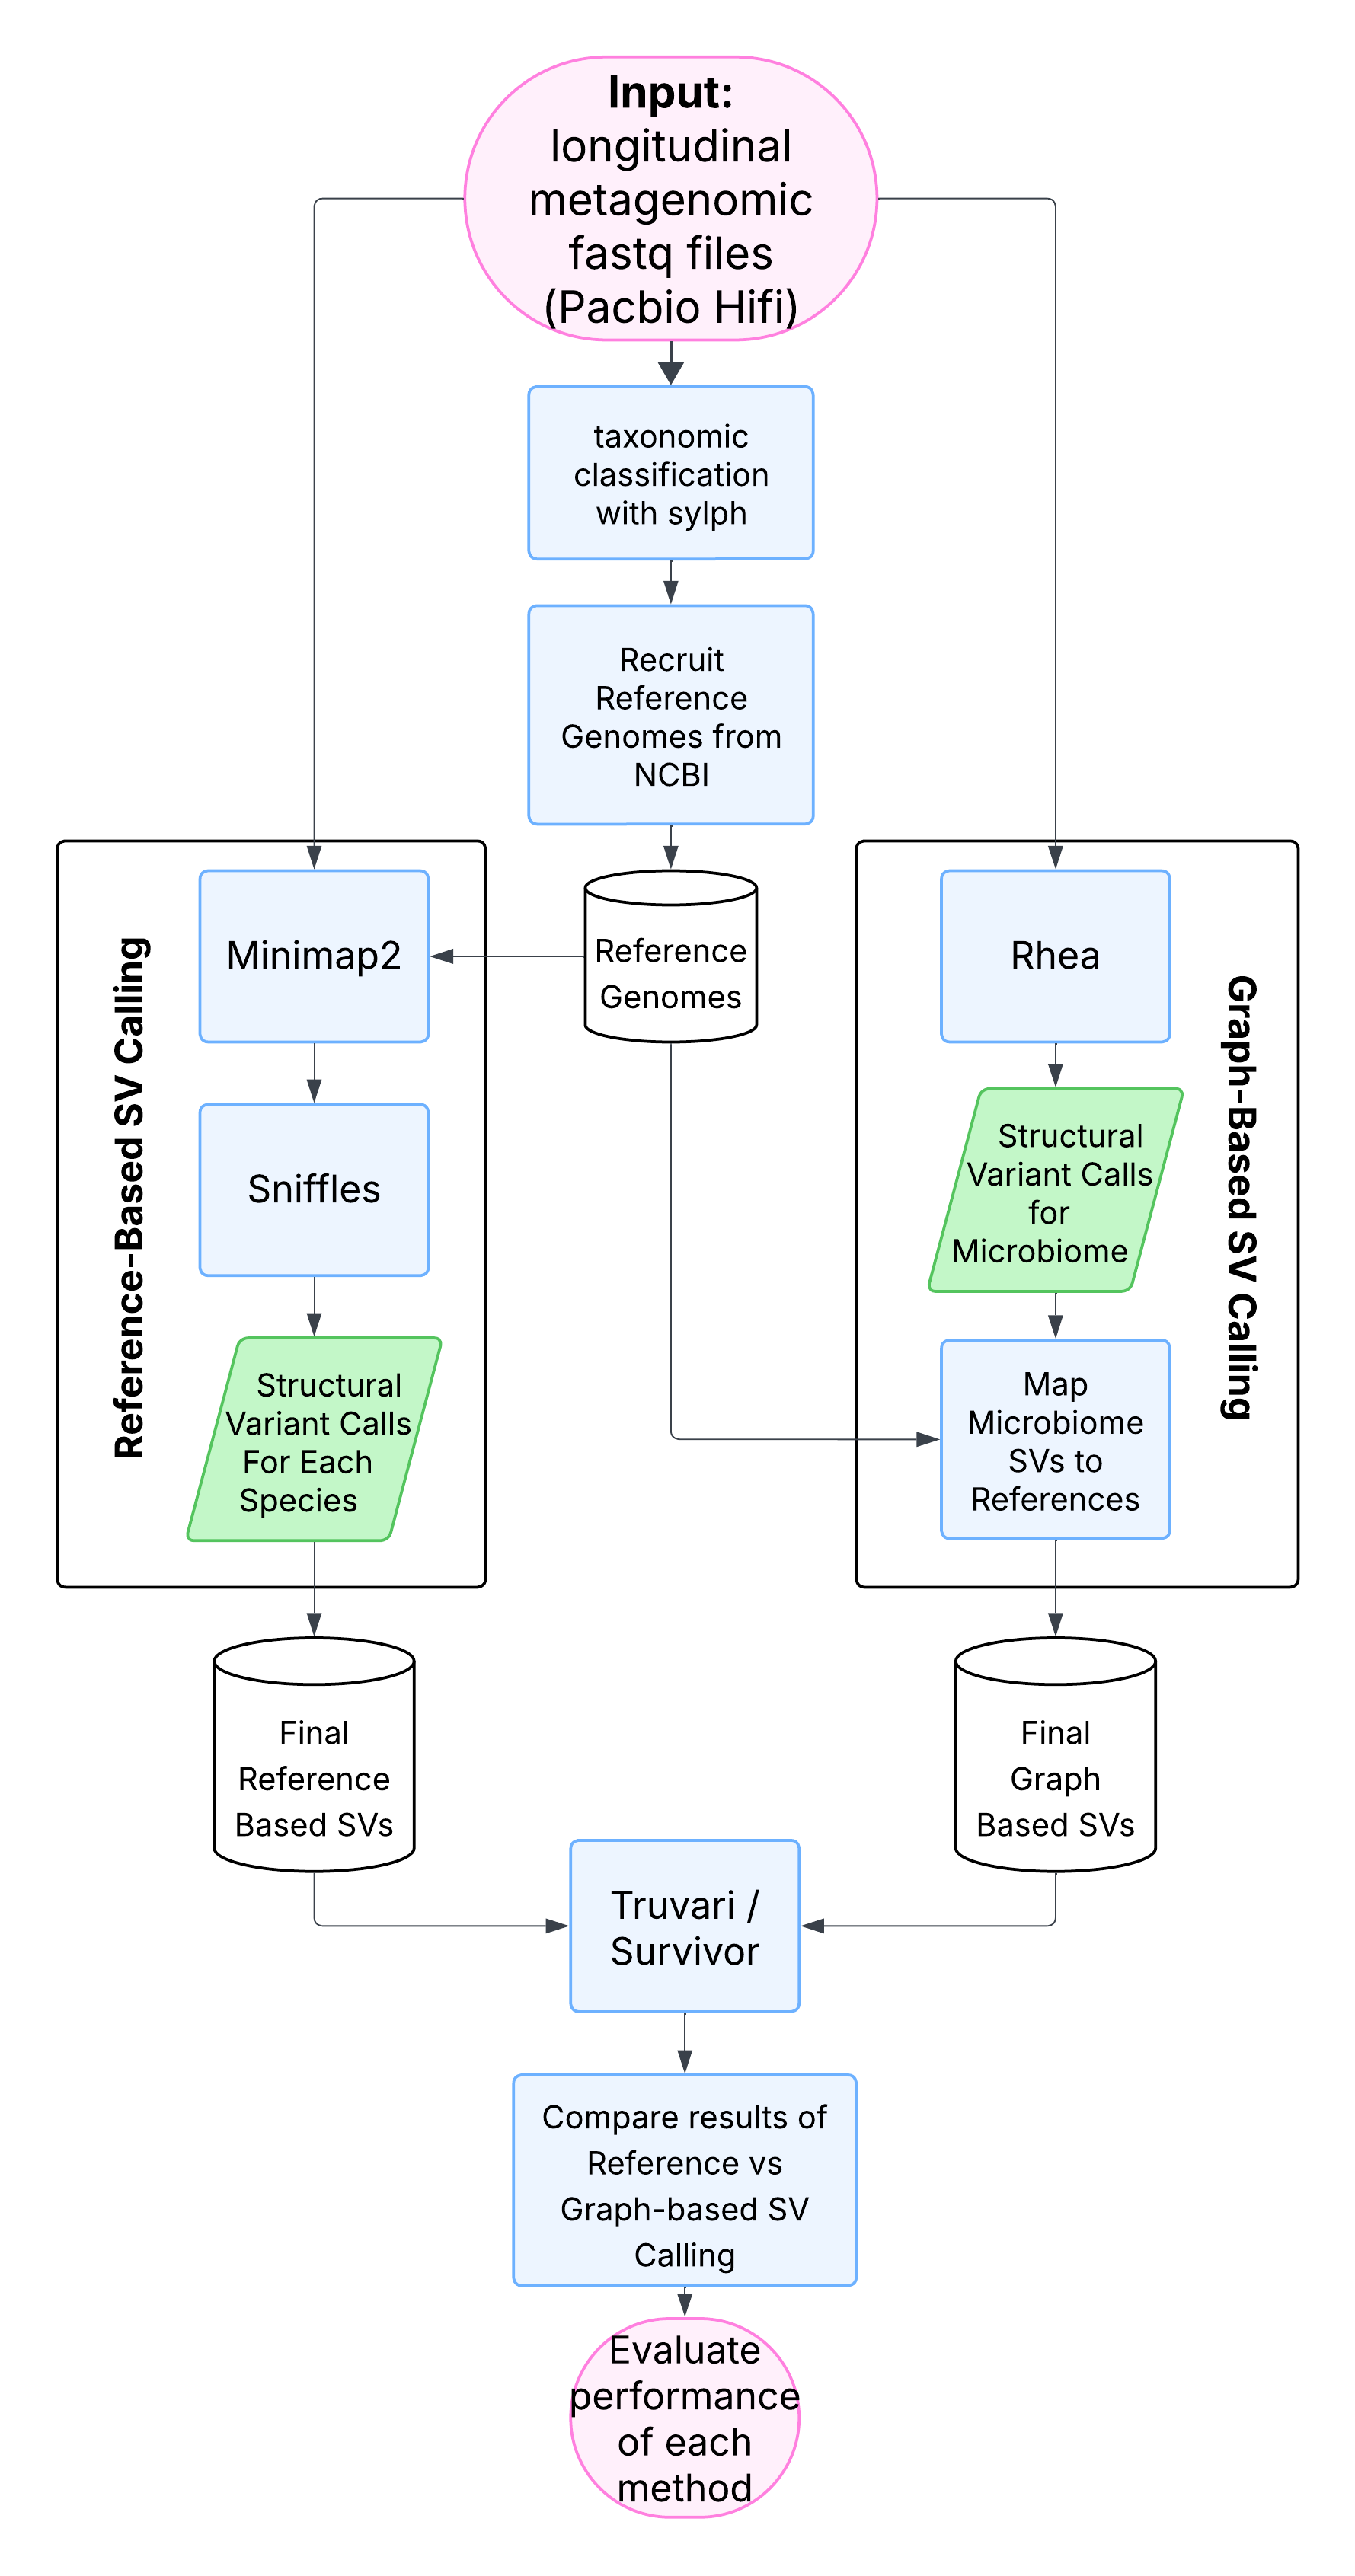 Input:
longitudinal
metagenomic
fastq files
(Pacbio Hifi)
taxonomic
classification
with sylph
Recruit
Reference
Genomes from
NCBI
Reference
Genomes
Reference-Based SV Calling
Minimap2
Sniffles
Structural
Variant Calls
For Each
Species
Final
Reference
Based SVs
Graph-Based SV Calling
Rhea
Structural
Variant Calls
for
Microbiome
Map
Microbiome
SVs to
References
Final
Graph
Based SVs
Truvari /
Survivor
Compare results of
Reference vs
Graph-based SV
Calling
Evaluate
performance
of each
method